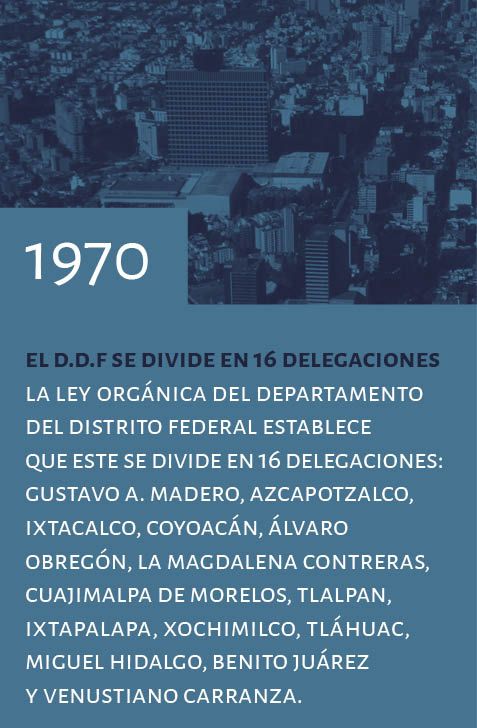 1970
EL D.D.F SE DIVIDE EN 16 DELEGACIONES
LA LEY ORGÁNICA DEL DEPARTAMENTO
DEL DISTRITO FEDERAL ESTABLECE
QUE ESTE SE DIVIDE EN 16 DELEGACIONES:
GUSTAVO A. MADERO, AZCAPOTZALCO,
IXTACALCO, COYOACÁN, ÁLVARO
OBREGÓN, LA MAGDALENA CONTRERAS,
CUAJIMALPA DE MORELOS, TLALPAN,
IXTAPALAPA, XOCHIMILCO, TLÁHUAC,
MIGUEL HIDALGO, BENITO JUÁREZ
Y VENUSTIANO CARRANZA.